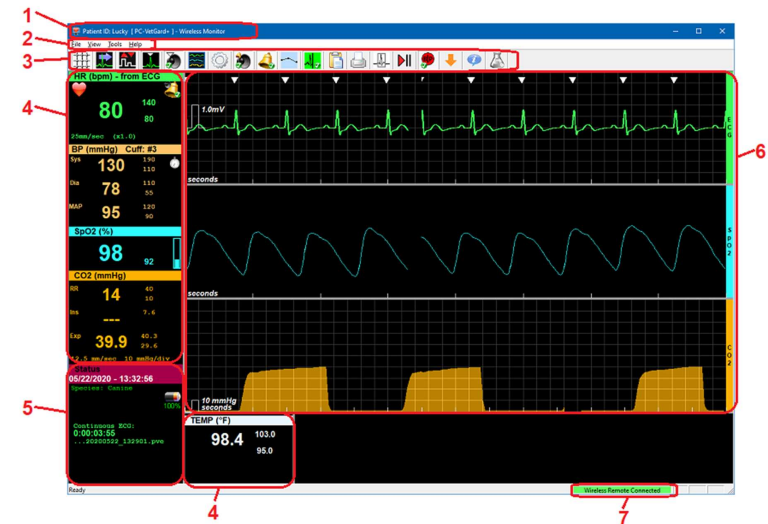 1
Patient ID: Lucky [ PC-VetGard+ ] - Wireless Monitor
2
File View Tools Help
3
4
HR (bpm) - from ECG
80
140
80
25mm/sec (x1.0)
BP (mmHg) Cuff: #3
Sys 130 190
110
Dia 78 110
55
MAP 95 120
90
SpO2 (%)
98 92
CO2 (mmHg)
RR 14 40
10
Ins --- 7.6
Exp 39.9 40.3
29.6
12.5 mm/sec 10 mmHg/div
1.0mV
seconds
ECG
seconds
SpO2
10 mmHg
seconds
CO2
6
5
Status
05/22/2020 - 13:32:56
Species: Canine
100%
Continuous ECG:
0:00:03:55
...20200522_132901.pve
TEMP (°F)
98.4 103.0
95.0
4
Ready
Wireless Remote Connected
7